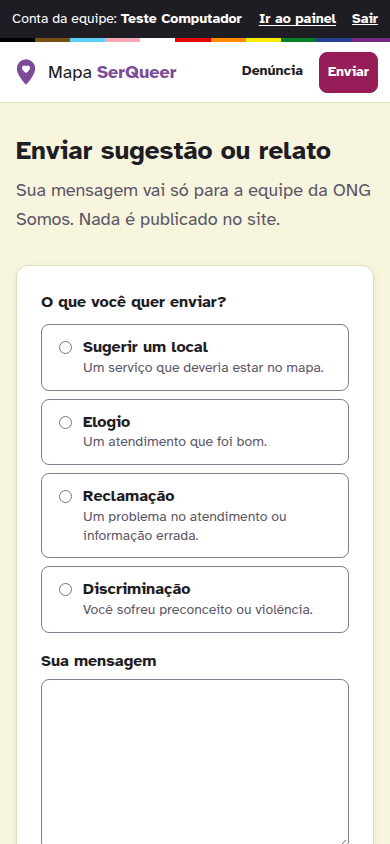 Conta da equipe: Teste Computador Ir ao painel Sair
Mapa SerQueer Denúncia Enviar
Enviar sugestão ou relato
Sua mensagem vai só para a equipe da ONG
Somos. Nada é publicado no site.
O que você quer enviar?
Sugerir um local
Um serviço que deveria estar no mapa.
Elogio
Um atendimento que foi bom.
Reclamação
Um problema no atendimento ou
informação errada.
Discriminação
Você sofreu preconceito ou violência.
Sua mensagem